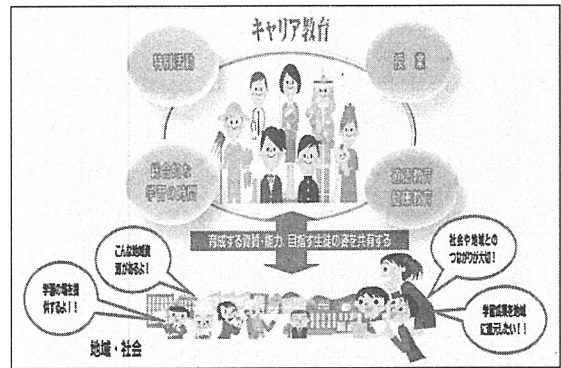 キャリア教育
特別活動
授 業
総合的な
学習の時間
道徳教育
育成する資質・能力 目指す生徒の姿を共有する
こんな地域資
源があるよ！
社会や地域との
つながりが大切！
学習の場を提
供するよ！！
学習成果を地域
に還元したい！！
地域・社会